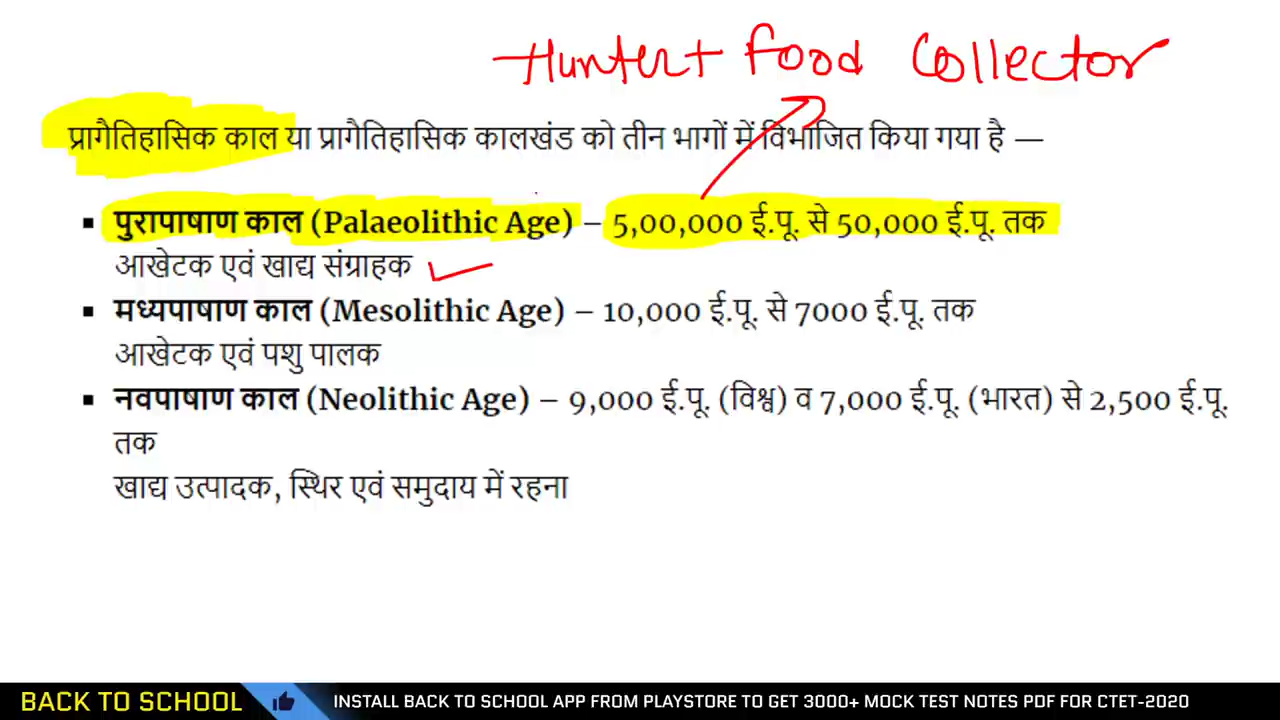 Hunter + Food Collector
प्रागैतिहासिक काल या प्रागैतिहासिक कालखंड को तीन भागों में विभाजित किया गया है —
▪ पुरापाषाण काल (Palaeolithic Age) – 5,00,000 ई.पू. से 50,000 ई.पू. तक
आखेटक एवं खाद्य संग्राहक
▪ मध्यपाषाण काल (Mesolithic Age) – 10,000 ई.पू. से 7000 ई.पू. तक
आखेटक एवं पशु पालक
▪ नवपाषाण काल (Neolithic Age) – 9,000 ई.पू. (विश्व) व 7,000 ई.पू. (भारत) से 2,500 ई.पू.
तक
खाद्य उत्पादक, स्थिर एवं समुदाय में रहना
BACK TO SCHOOL INSTALL BACK TO SCHOOL APP FROM PLAYSTORE TO GET 3000+ MOCK TEST NOTES PDF FOR CTET-2020